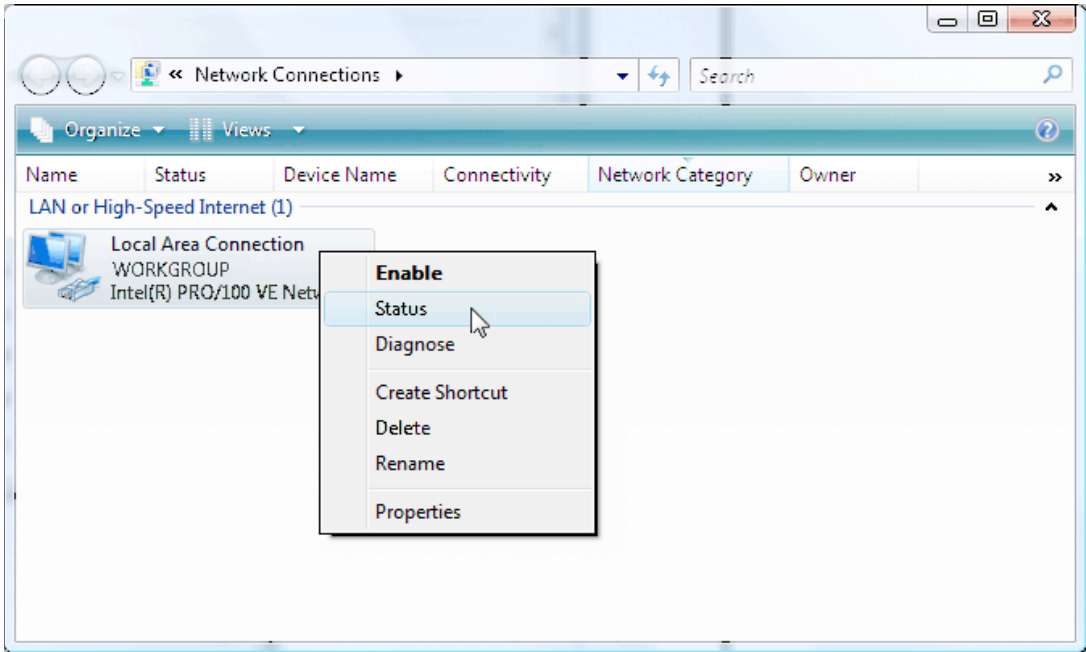 « Network Connections
Search
Organize Views
Name Status Device Name Connectivity Network Category Owner »
LAN or High-Speed Internet (1)
Local Area Connection
WORKGROUP
Intel(R) PRO/100 VE Netw
Enable
Status
Diagnose
Create Shortcut
Delete
Rename
Properties